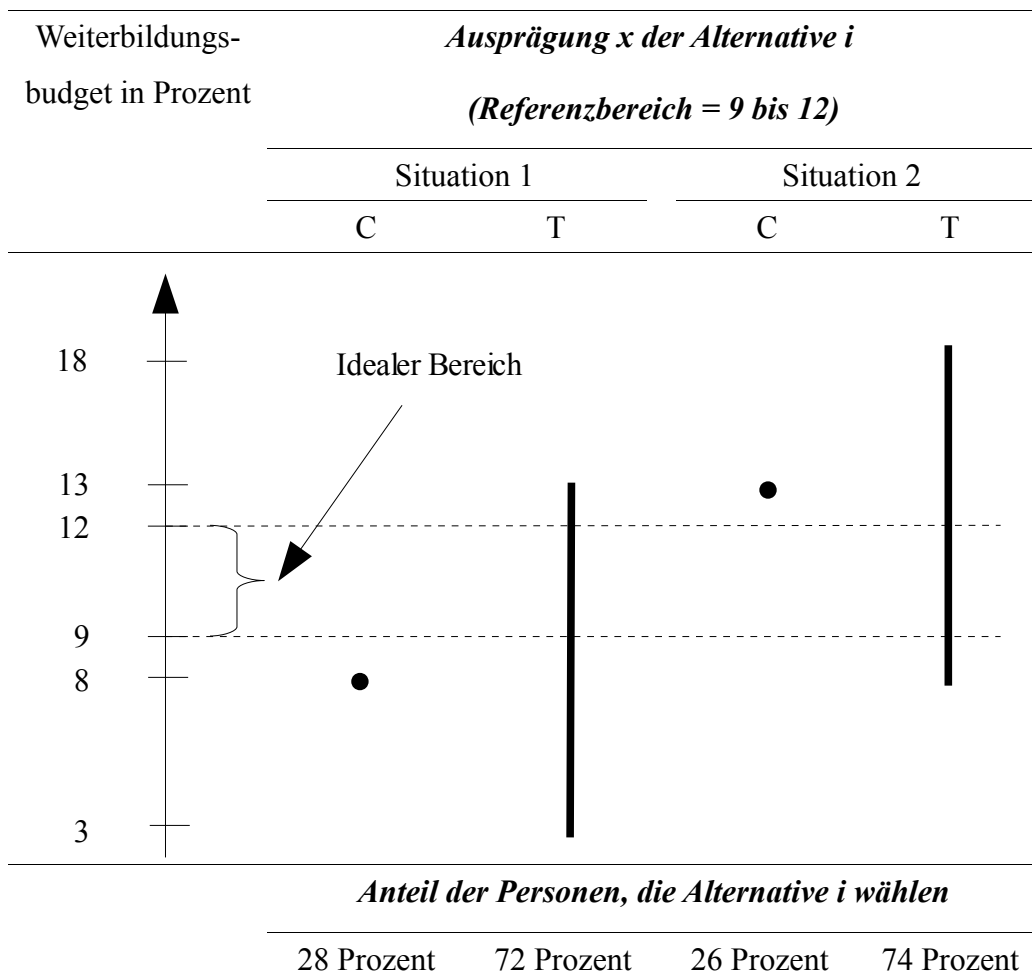 Weiterbildungs-
budget in Prozent
Ausprägung x der Alternative i
(Referenzbereich = 9 bis 12)
Situation 1
Situation 2
C
T
C
T
18
Idealer Bereich
13
12
9
8
3
Anteil der Personen, die Alternative i wählen
28 Prozent
72 Prozent
26 Prozent
74 Prozent